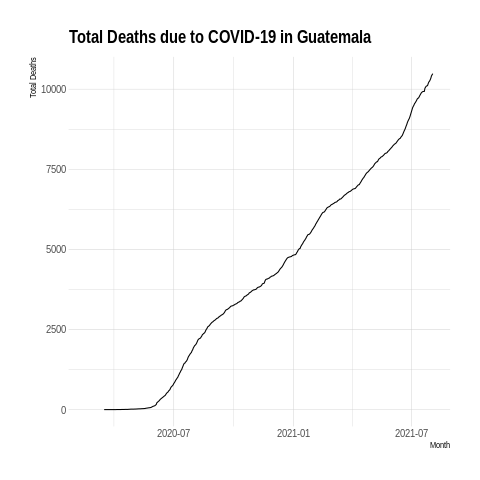 Total Deaths due to COVID-19 in Guatemala
Total Deaths
10000
7500
5000
2500
0
2020-07
2021-01
2021-07
Month